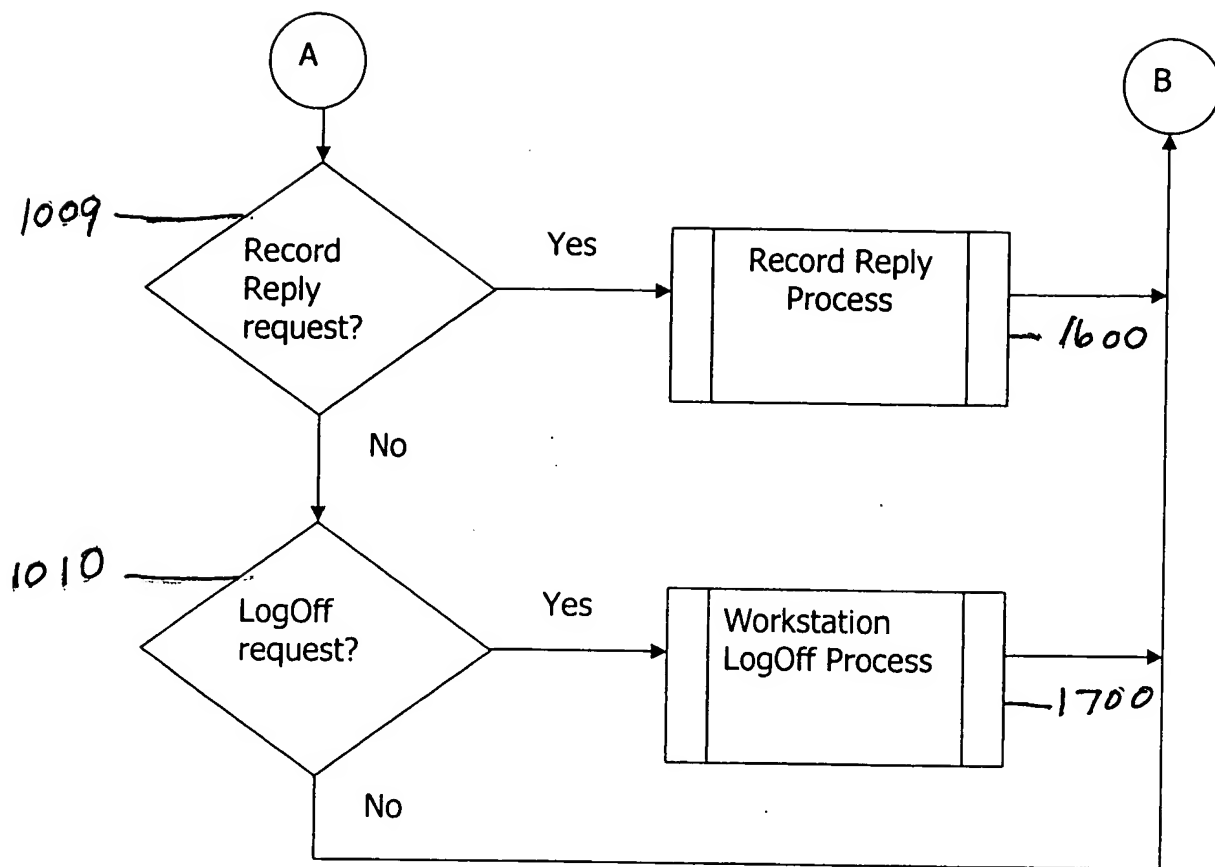 A
B
1009
Record
Reply
request?
Yes
Record Reply
Process
1600
No
1010
LogOff
request?
Yes
Workstation
LogOff Process
1700
No